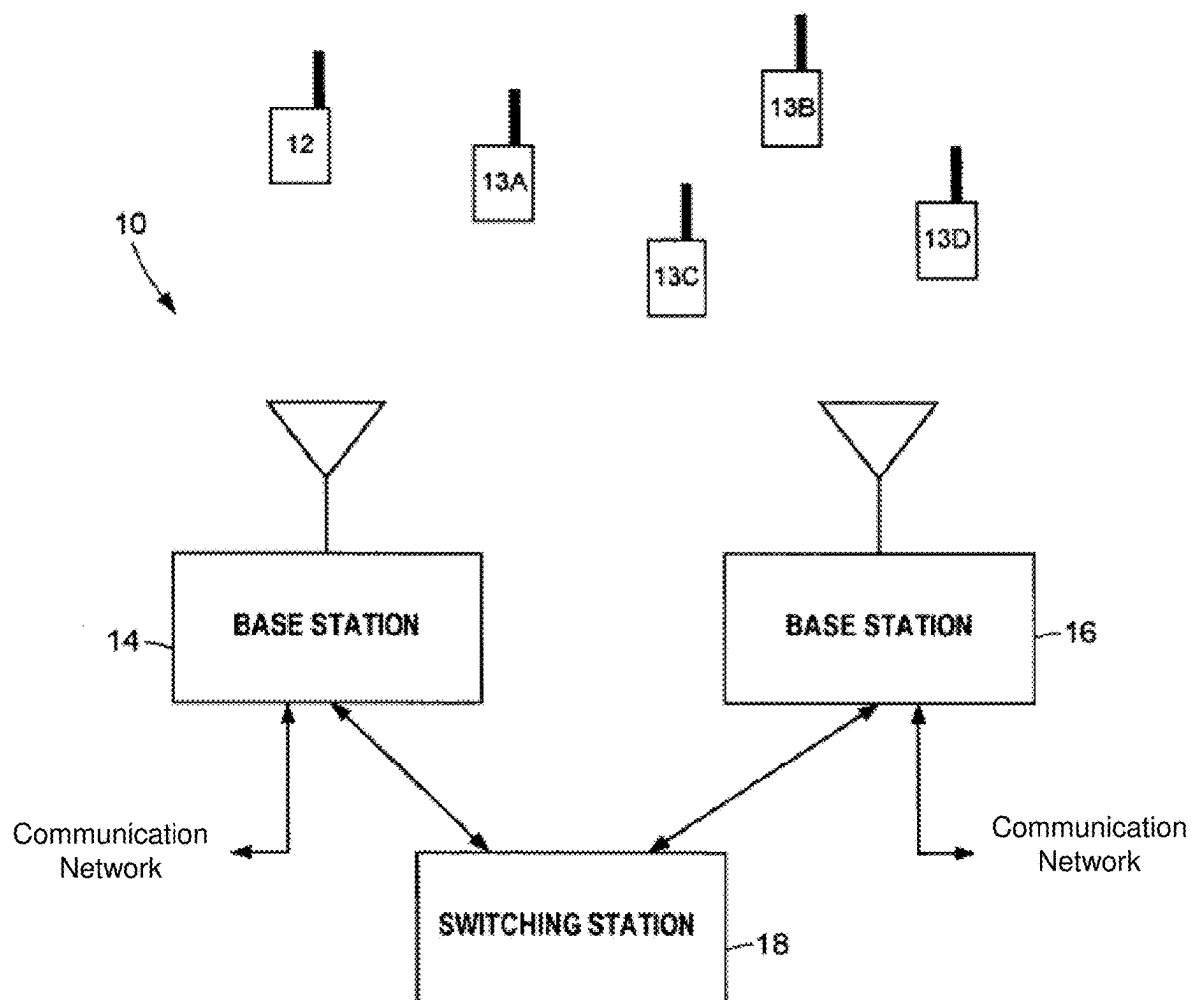 13B
12
13A
10
13D
13C
BASE STATION
BASE STATION
14
16
Communication
Network
Communication
Network
SWITCHING STATION
18